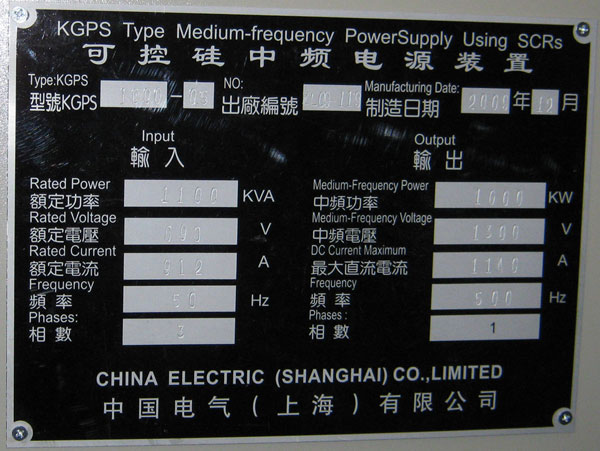 KGPS Type Medium-frequency PowerSupply Using SCRs
可控硅中频电源装置
Type:KGPS NO: Manufacturing Date:
型號KGPS - 05 出廠編號 制造日期 2009 年 12 月
Input
輸入
Rated Power
額定功率 1100 KVA
Rated Voltage
額定電壓 690 V
Rated Current
額定電流 912 A
Frequency
頻率 50 Hz
Phases:
相數 3
Output
輸出
Medium-Frequency Power
中頻功率 1000 KW
Medium-Frequency Voltage
中頻電壓 1300 V
DC Current Maximum
最大直流電流 1140 A
Frequency
頻率 500 Hz
Phases :
相數 1
CHINA ELECTRIC (SHANGHAI) CO.,LIMITED
中国电气(上海)有限公司